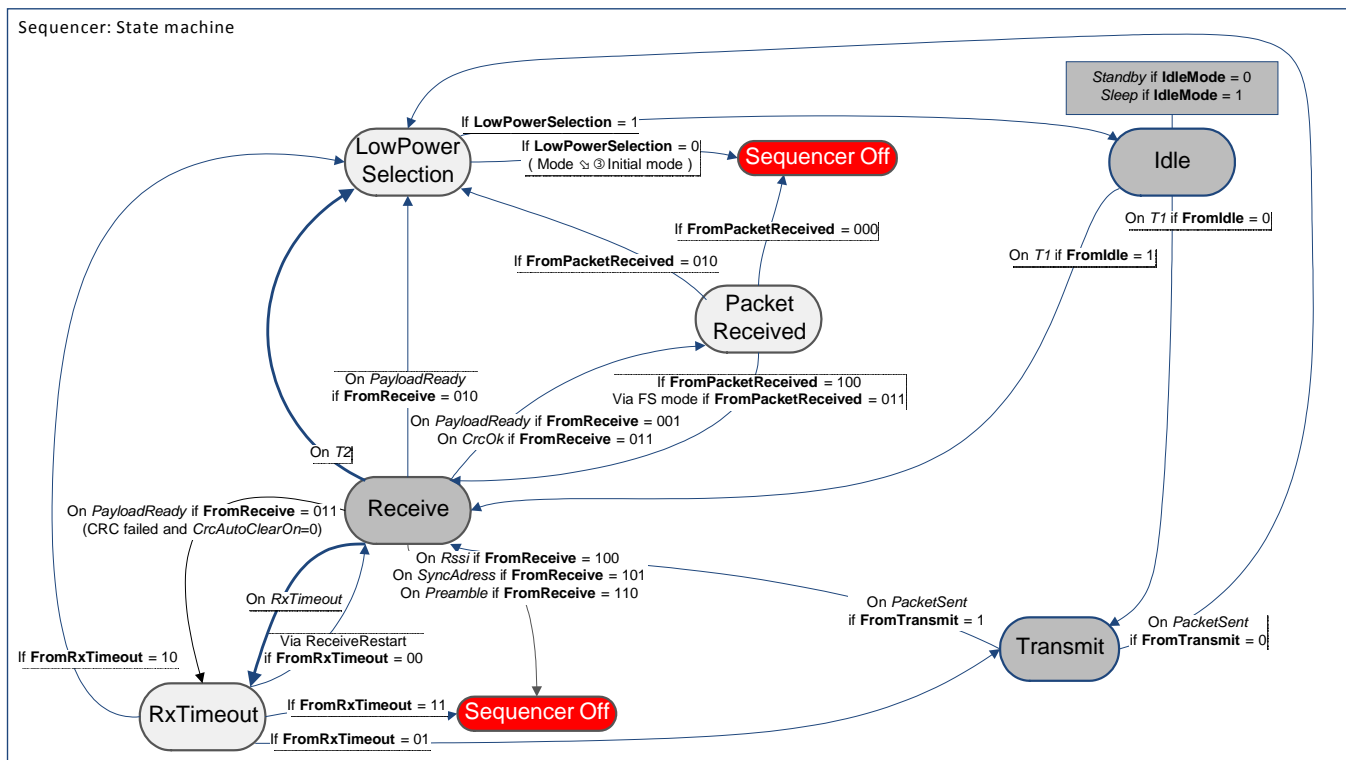 Sequencer: State machine
Standby if IdleMode = 0
Sleep if IdleMode = 1
If LowPowerSelection = 1
LowPower
Selection
If LowPowerSelection = 0
( Mode ⇘ ③ Initial mode )
Sequencer Off
Idle
On T1 if FromIdle = 0
If FromPacketReceived = 000
On T1 if FromIdle = 1
If FromPacketReceived = 010
Packet
Received
On PayloadReady
if FromReceive = 010
If FromPacketReceived = 100
Via FS mode if FromPacketReceived = 011
On PayloadReady if FromReceive = 001
On CrcOk if FromReceive = 011
On T2
Receive
On PayloadReady if FromReceive = 011
(CRC failed and CrcAutoClearOn=0)
On Rssi if FromReceive = 100
On SyncAdress if FromReceive = 101
On Preamble if FromReceive = 110
On RxTimeout
On PacketSent
if FromTransmit = 1
On PacketSent
if FromTransmit = 0
Transmit
Via ReceiveRestart
if FromRxTimeout = 00
If FromRxTimeout = 10
RxTimeout
If FromRxTimeout = 11
Sequencer Off
If FromRxTimeout = 01